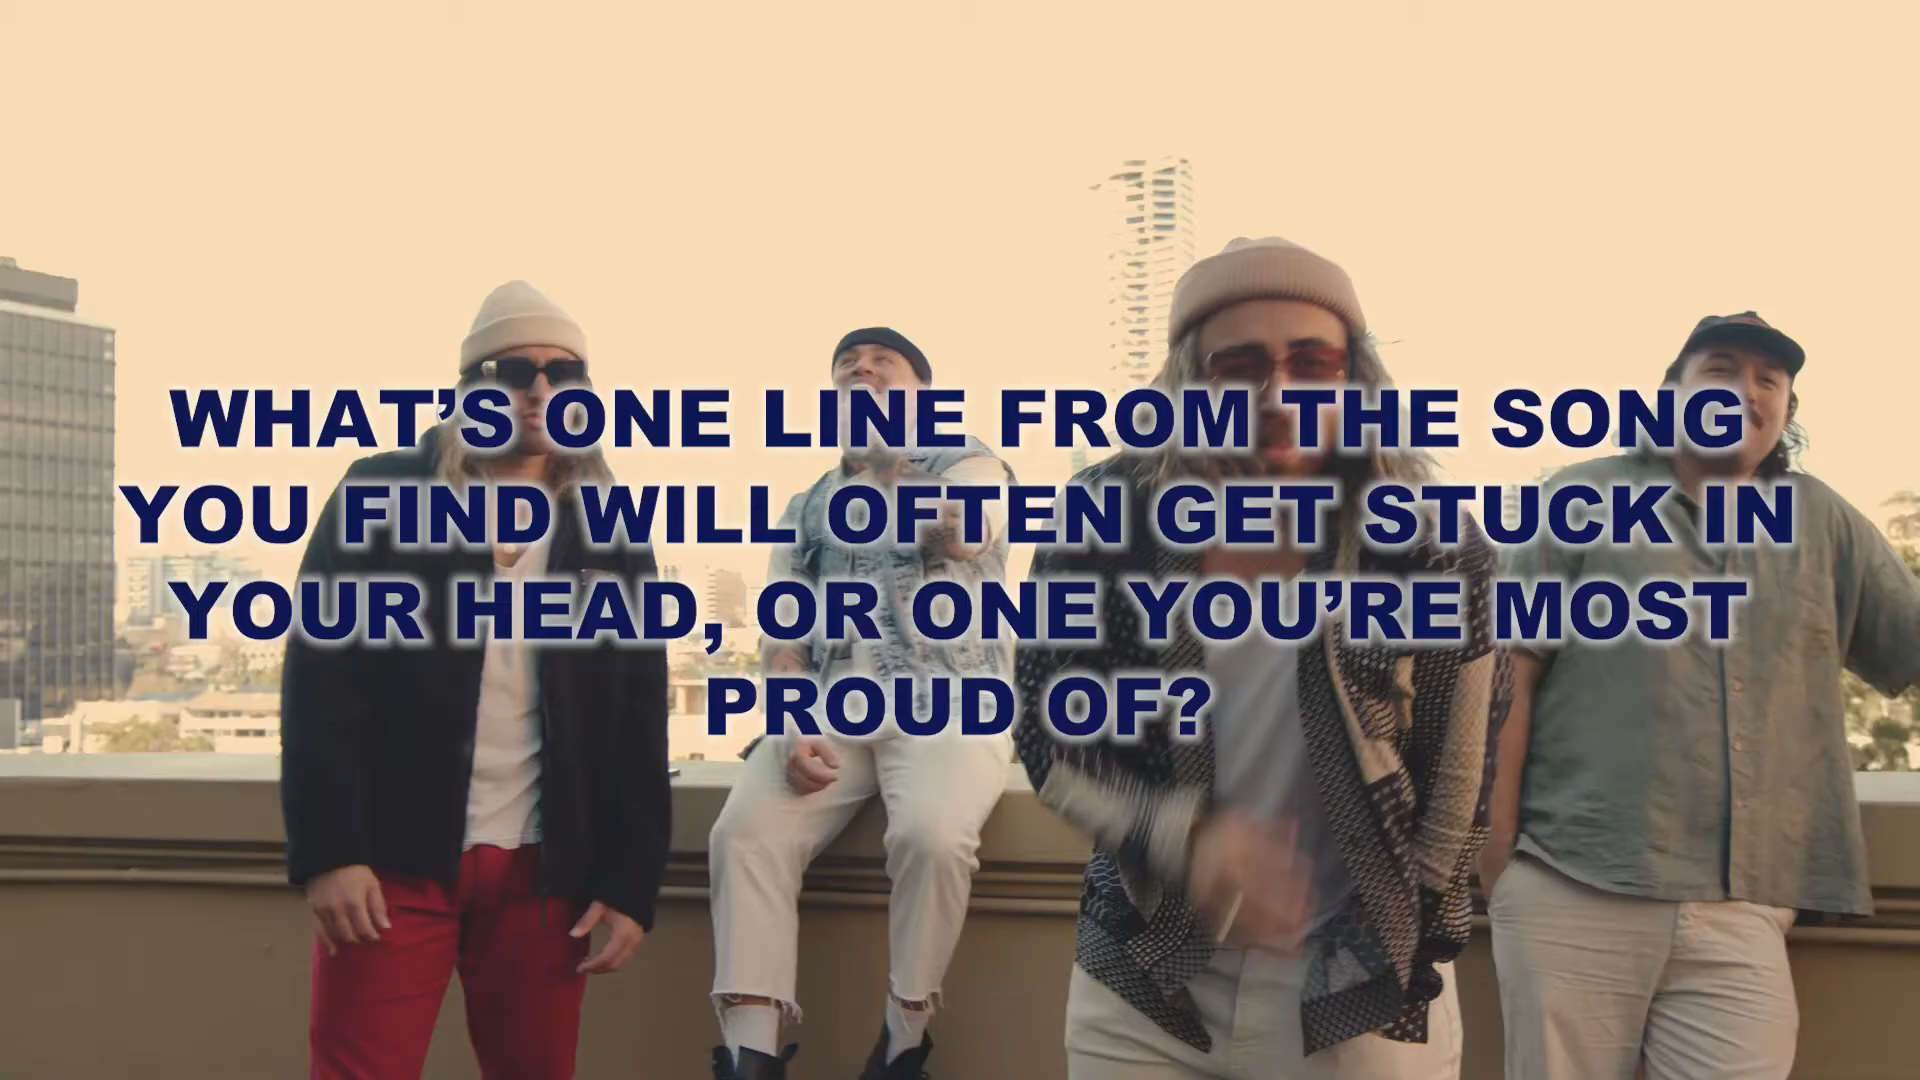 WHAT’S ONE LINE FROM THE SONG
YOU FIND WILL OFTEN GET STUCK IN
YOUR HEAD, OR ONE YOU’RE MOST
PROUD OF?